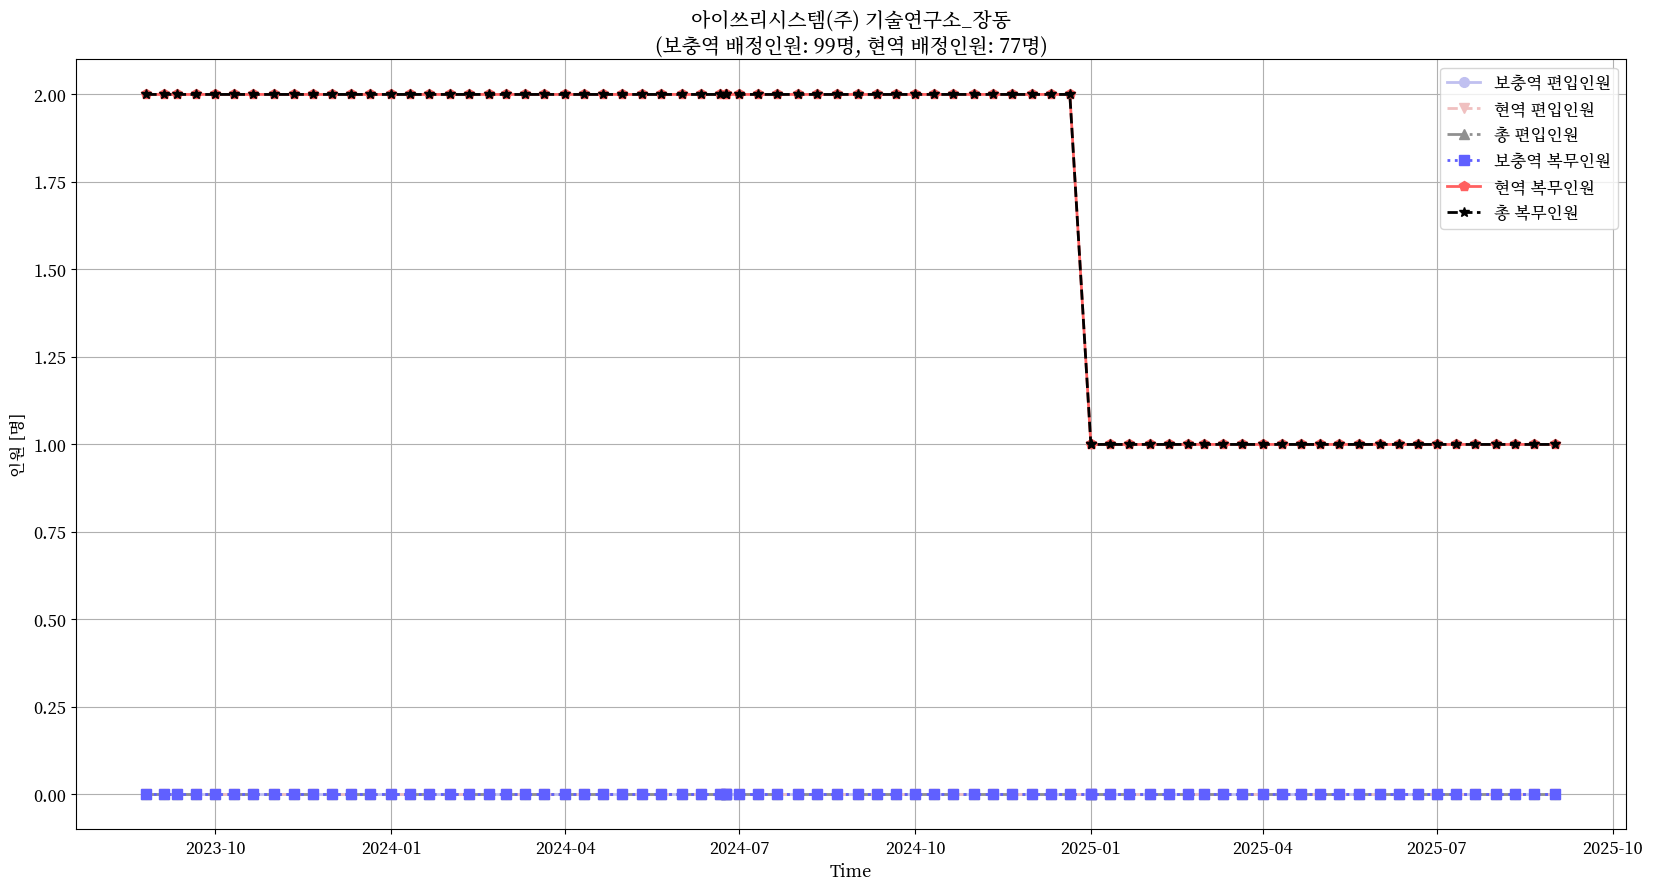 아이쓰리시스템(주) 기술연구소_장동
(보충역 배정인원: 99명, 현역 배정인원: 77명)
보충역 편입인원
현역 편입인원
총 편입인원
보충역 복무인원
현역 복무인원
총 복무인원
인원 [명]
2.00
1.75
1.50
1.25
1.00
0.75
0.50
0.25
0.00
2023-10
2024-01
2024-04
2024-07
2024-10
2025-01
2025-04
2025-07
2025-10
Time